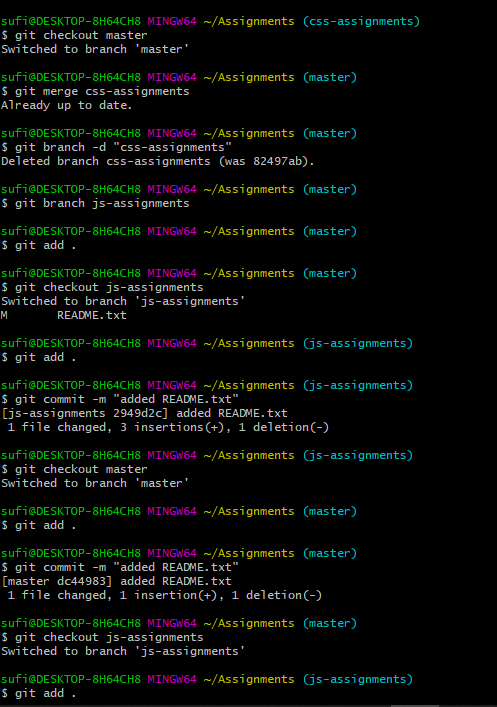 sufi@DESKTOP-8H64CH8 MINGW64 ~/Assignments (css-assignments)
$ git checkout master
Switched to branch 'master'
sufi@DESKTOP-8H64CH8 MINGW64 ~/Assignments (master)
$ git merge css-assignments
Already up to date.
sufi@DESKTOP-8H64CH8 MINGW64 ~/Assignments (master)
$ git branch -d "css-assignments"
Deleted branch css-assignments (was 82497ab).
sufi@DESKTOP-8H64CH8 MINGW64 ~/Assignments (master)
$ git branch js-assignments
sufi@DESKTOP-8H64CH8 MINGW64 ~/Assignments (master)
$ git add .
sufi@DESKTOP-8H64CH8 MINGW64 ~/Assignments (master)
$ git checkout js-assignments
Switched to branch 'js-assignments'
M       README.txt
sufi@DESKTOP-8H64CH8 MINGW64 ~/Assignments (js-assignments)
$ git add .
sufi@DESKTOP-8H64CH8 MINGW64 ~/Assignments (js-assignments)
$ git commit -m "added README.txt"
[js-assignments 2949d2c] added README.txt
 1 file changed, 3 insertions(+), 1 deletion(-)
sufi@DESKTOP-8H64CH8 MINGW64 ~/Assignments (js-assignments)
$ git checkout master
Switched to branch 'master'
sufi@DESKTOP-8H64CH8 MINGW64 ~/Assignments (master)
$ git add .
sufi@DESKTOP-8H64CH8 MINGW64 ~/Assignments (master)
$ git commit -m "added README.txt"
[master dc44983] added README.txt
 1 file changed, 1 insertion(+), 1 deletion(-)
sufi@DESKTOP-8H64CH8 MINGW64 ~/Assignments (master)
$ git checkout js-assignments
Switched to branch 'js-assignments'
sufi@DESKTOP-8H64CH8 MINGW64 ~/Assignments (js-assignments)
$ git add .